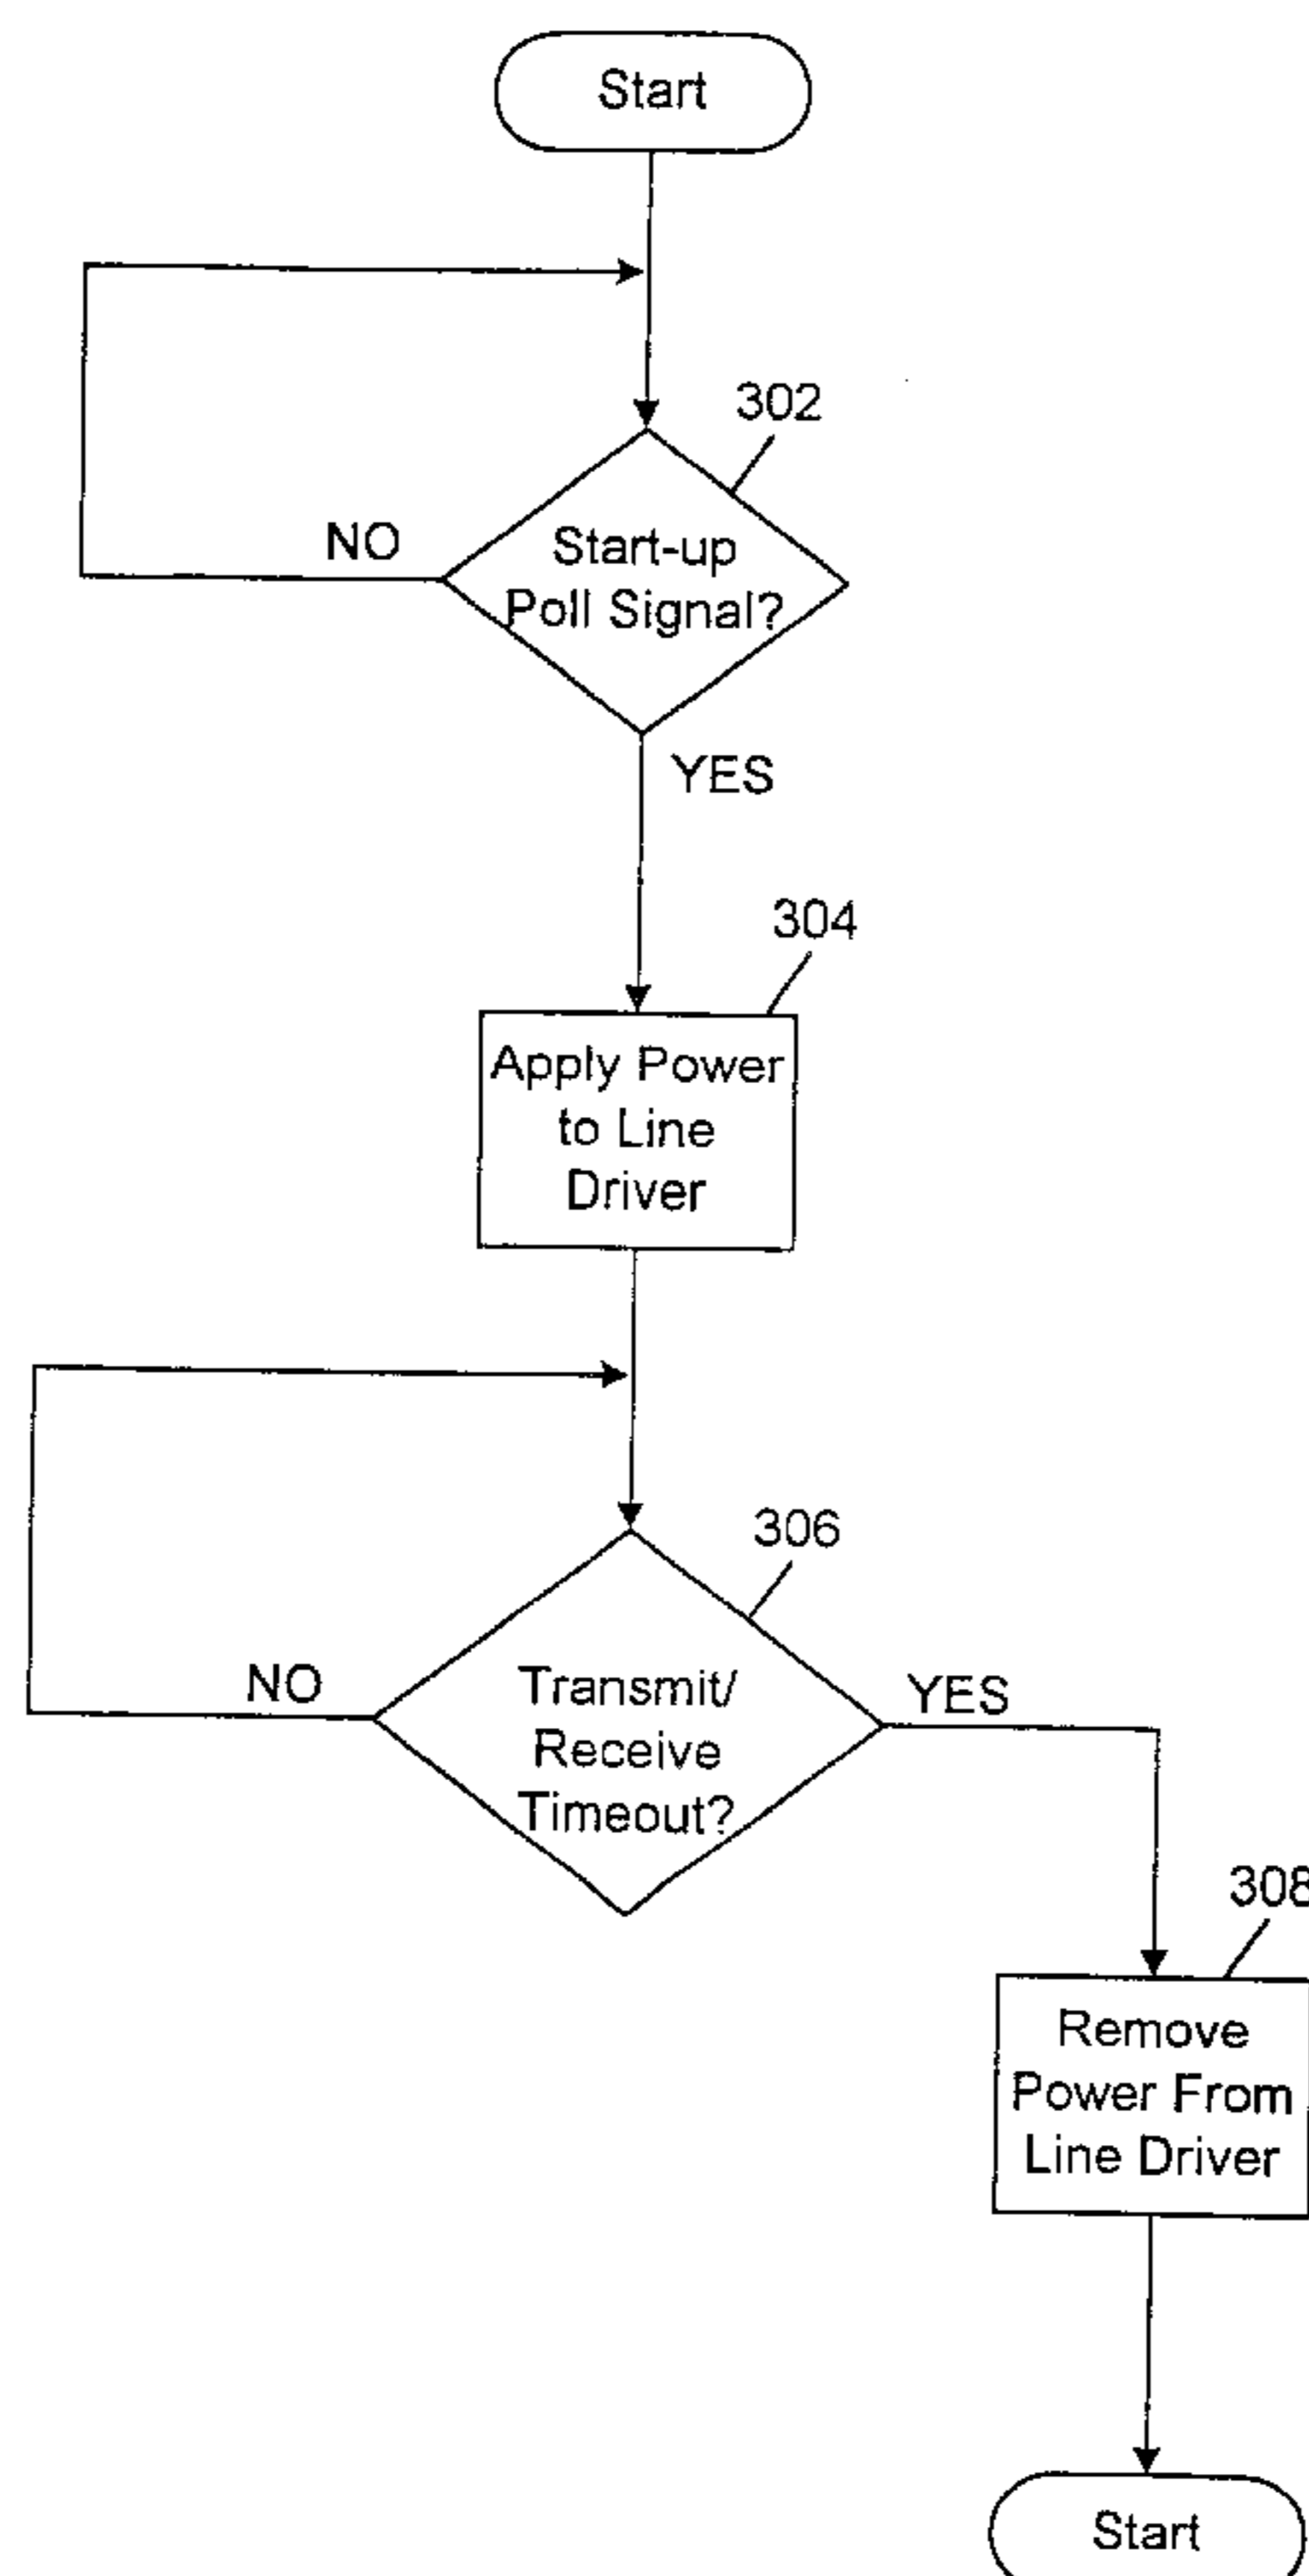 Start
302
NO
Start-up
Poll Signal?
YES
304
Apply Power
to Line
Driver
306
NO
Transmit/
Receive
Timeout?
YES
308
Remove
Power From
Line Driver
Start